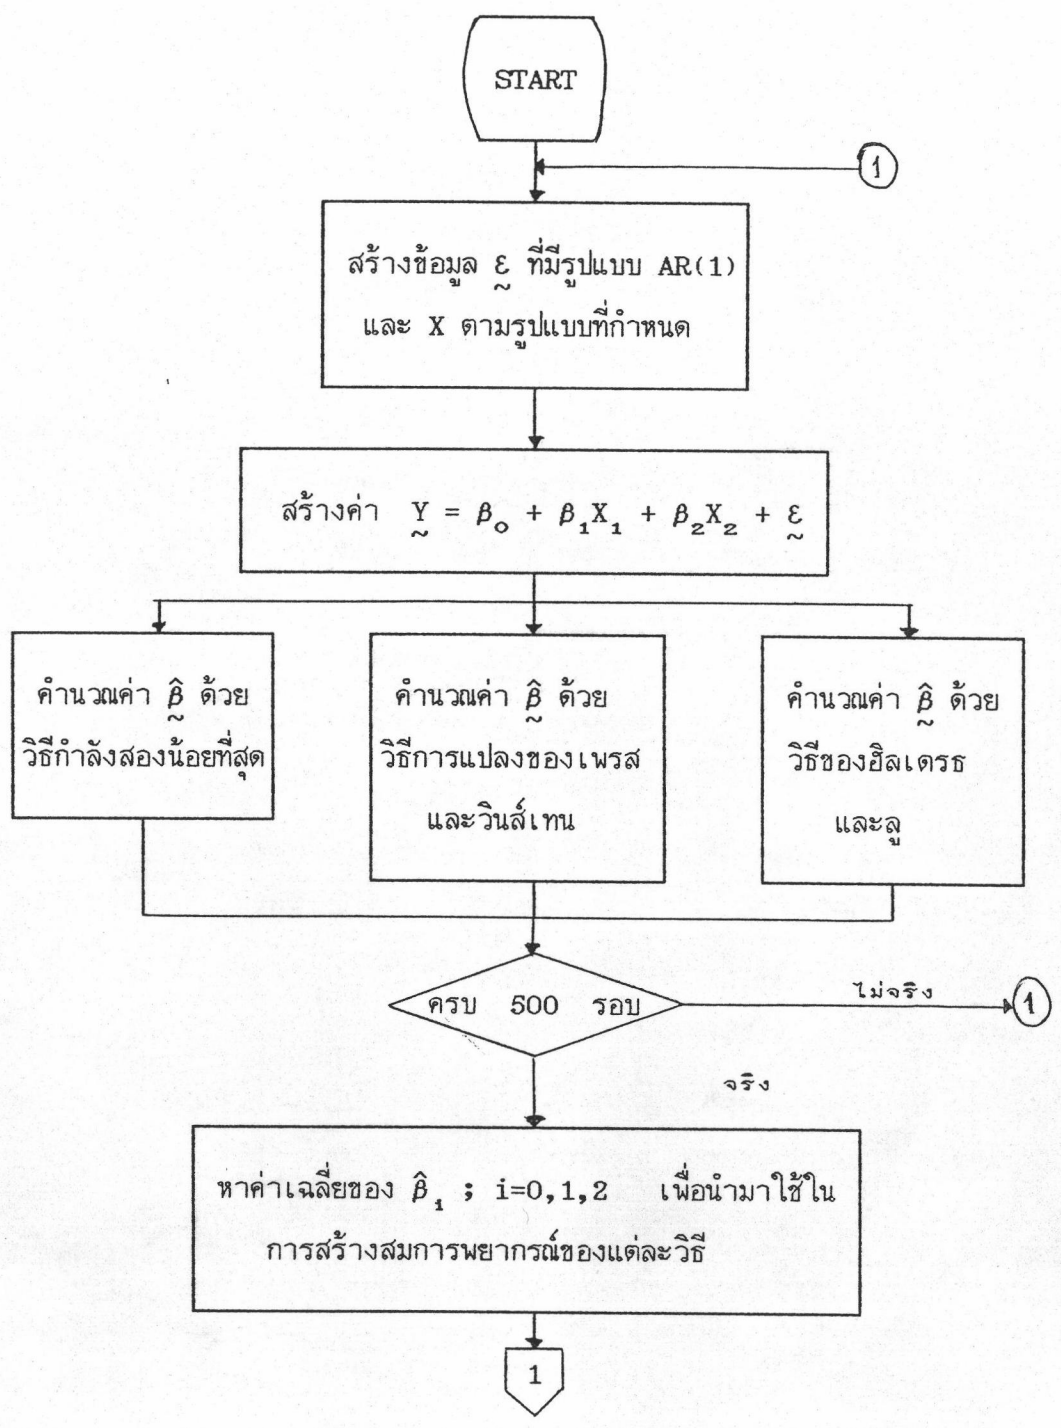 START
1
สร้างข้อมูล ε̰ ที่มีรูปแบบ AR(1)
และ X ตามรูปแบบที่กำหนด
สร้างค่า Y̰ = β₀ + β₁X₁ + β₂X₂ + ε̰
คำนวณค่า β̰̂ ด้วย
วิธีกำลังสองน้อยที่สุด
คำนวณค่า β̰̂ ด้วย
วิธีการแปลงของเพรส
และวินส์เทน
คำนวณค่า β̰̂ ด้วย
วิธีของฮิลเดรธ
และลู
ครบ 500 รอบ
ไม่จริง
1
จริง
หาค่าเฉลี่ยของ β̂ᵢ ; i=0,1,2 เพื่อนำมาใช้ใน
การสร้างสมการพยากรณ์ของแต่ละวิธี
1